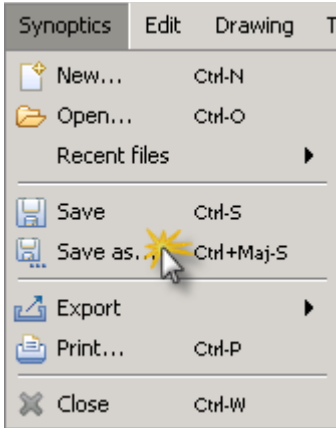 Synoptics Edit Drawing T
New... Ctrl-N
Open... Ctrl-O
Recent files
Save Ctrl-S
Save as... Ctrl+Maj-S
Export
Print... Ctrl-P
Close Ctrl-W